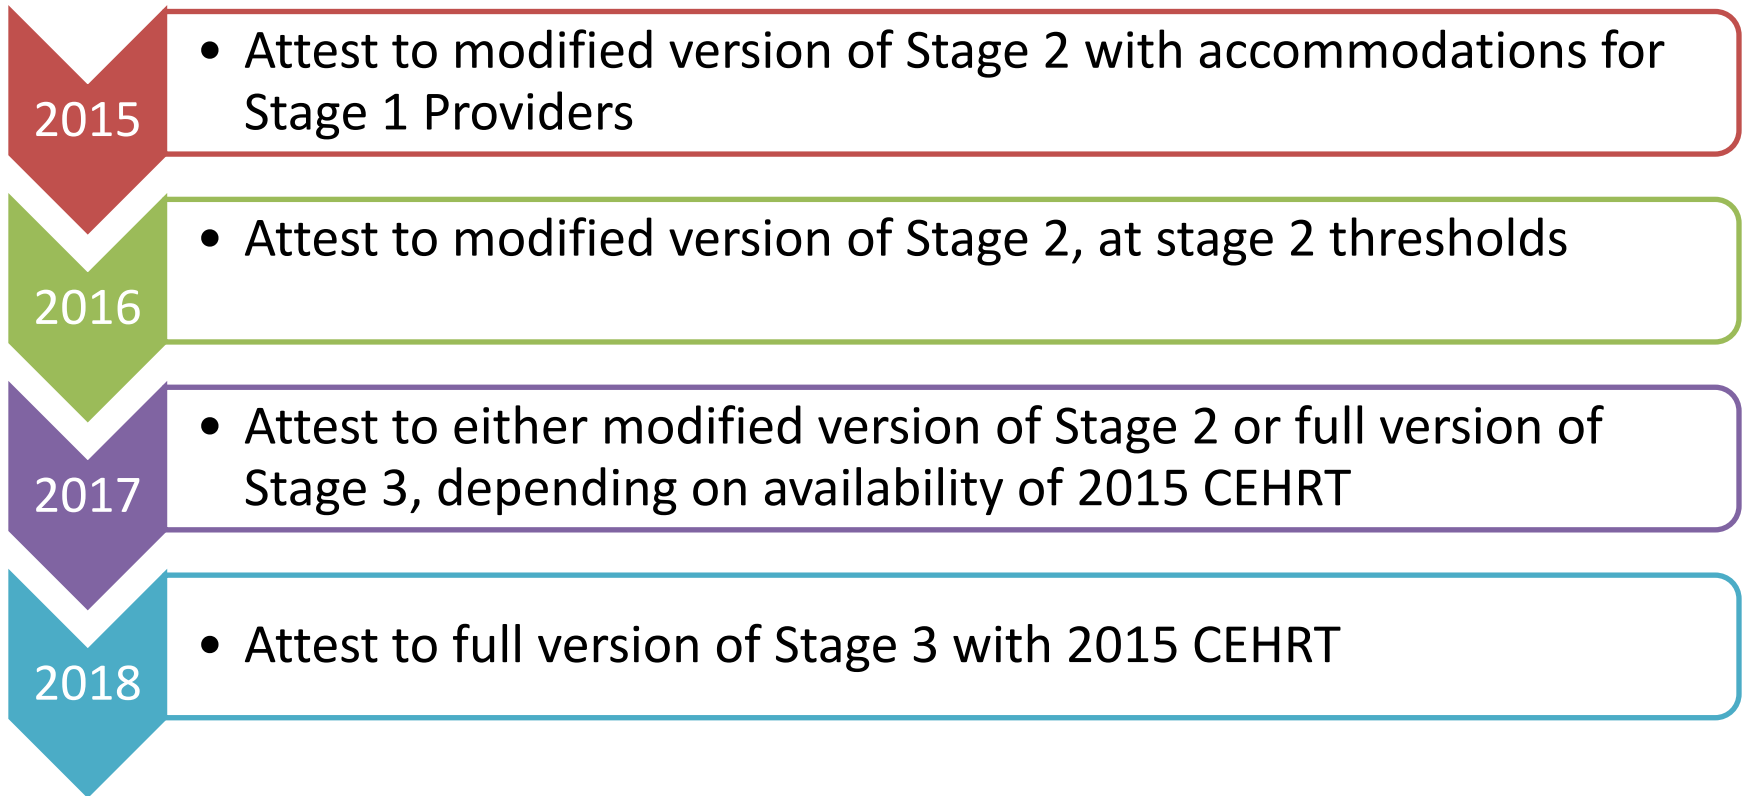 2015
• Attest to modified version of Stage 2 with accommodations for
Stage 1 Providers
2016
• Attest to modified version of Stage 2, at stage 2 thresholds
2017
• Attest to either modified version of Stage 2 or full version of
Stage 3, depending on availability of 2015 CEHRT
2018
• Attest to full version of Stage 3 with 2015 CEHRT